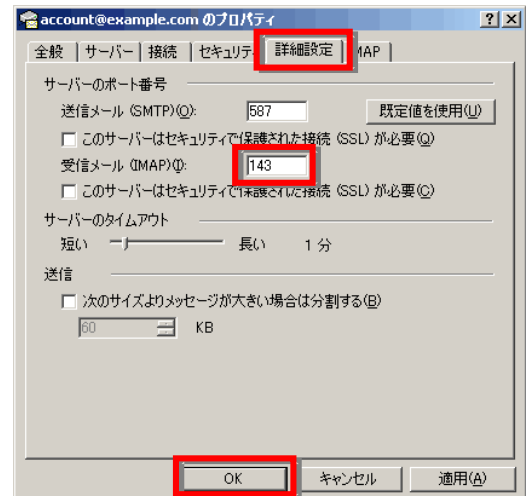 account@example.com のプロパティ
全般 サーバー 接続 セキュリテ 詳細設定 IMAP
サーバーのポート番号
送信メール (SMTP)(O): 587 既定値を使用(U)
このサーバーはセキュリティで保護された接続 (SSL) が必要(Q)
受信メール (IMAP)(I): 143
このサーバーはセキュリティで保護された接続 (SSL) が必要(C)
サーバーのタイムアウト
短い 長い 1 分
送信
次のサイズよりメッセージが大きい場合は分割する(B)
60 KB
OK キャンセル 適用(A)